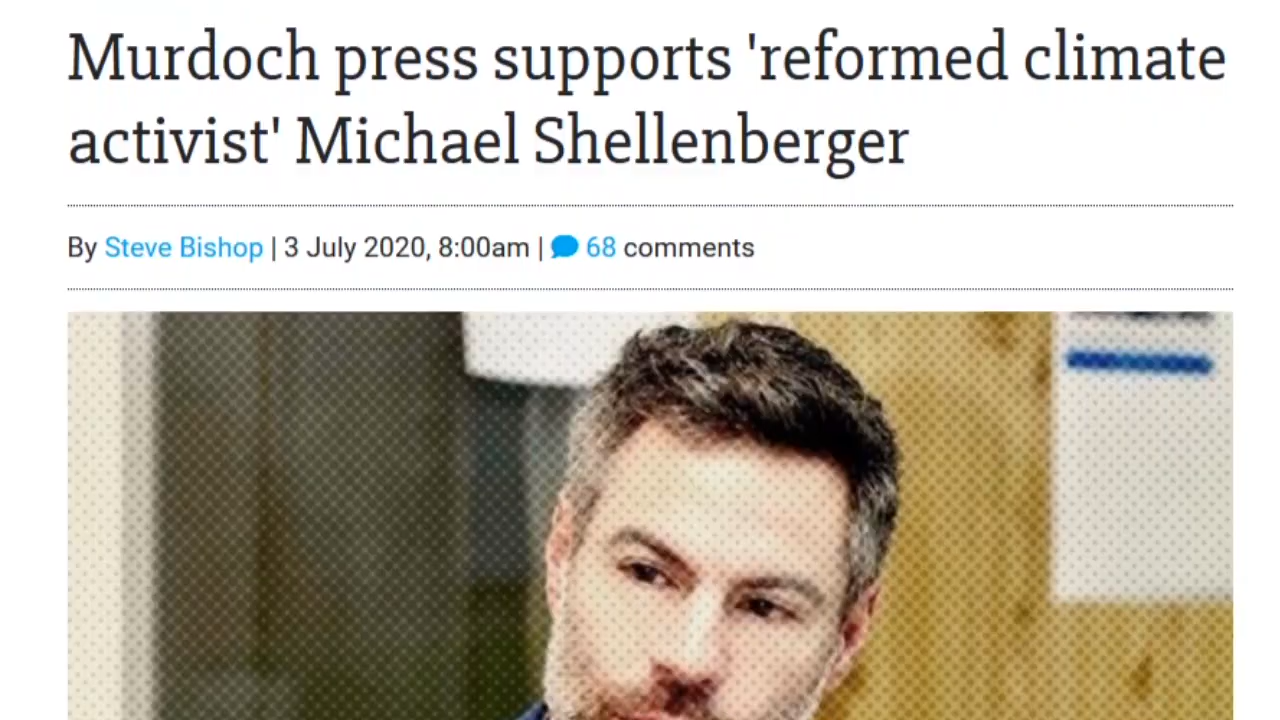 Murdoch press supports 'reformed climate
activist' Michael Shellenberger
By Steve Bishop | 3 July 2020, 8:00am | 68 comments